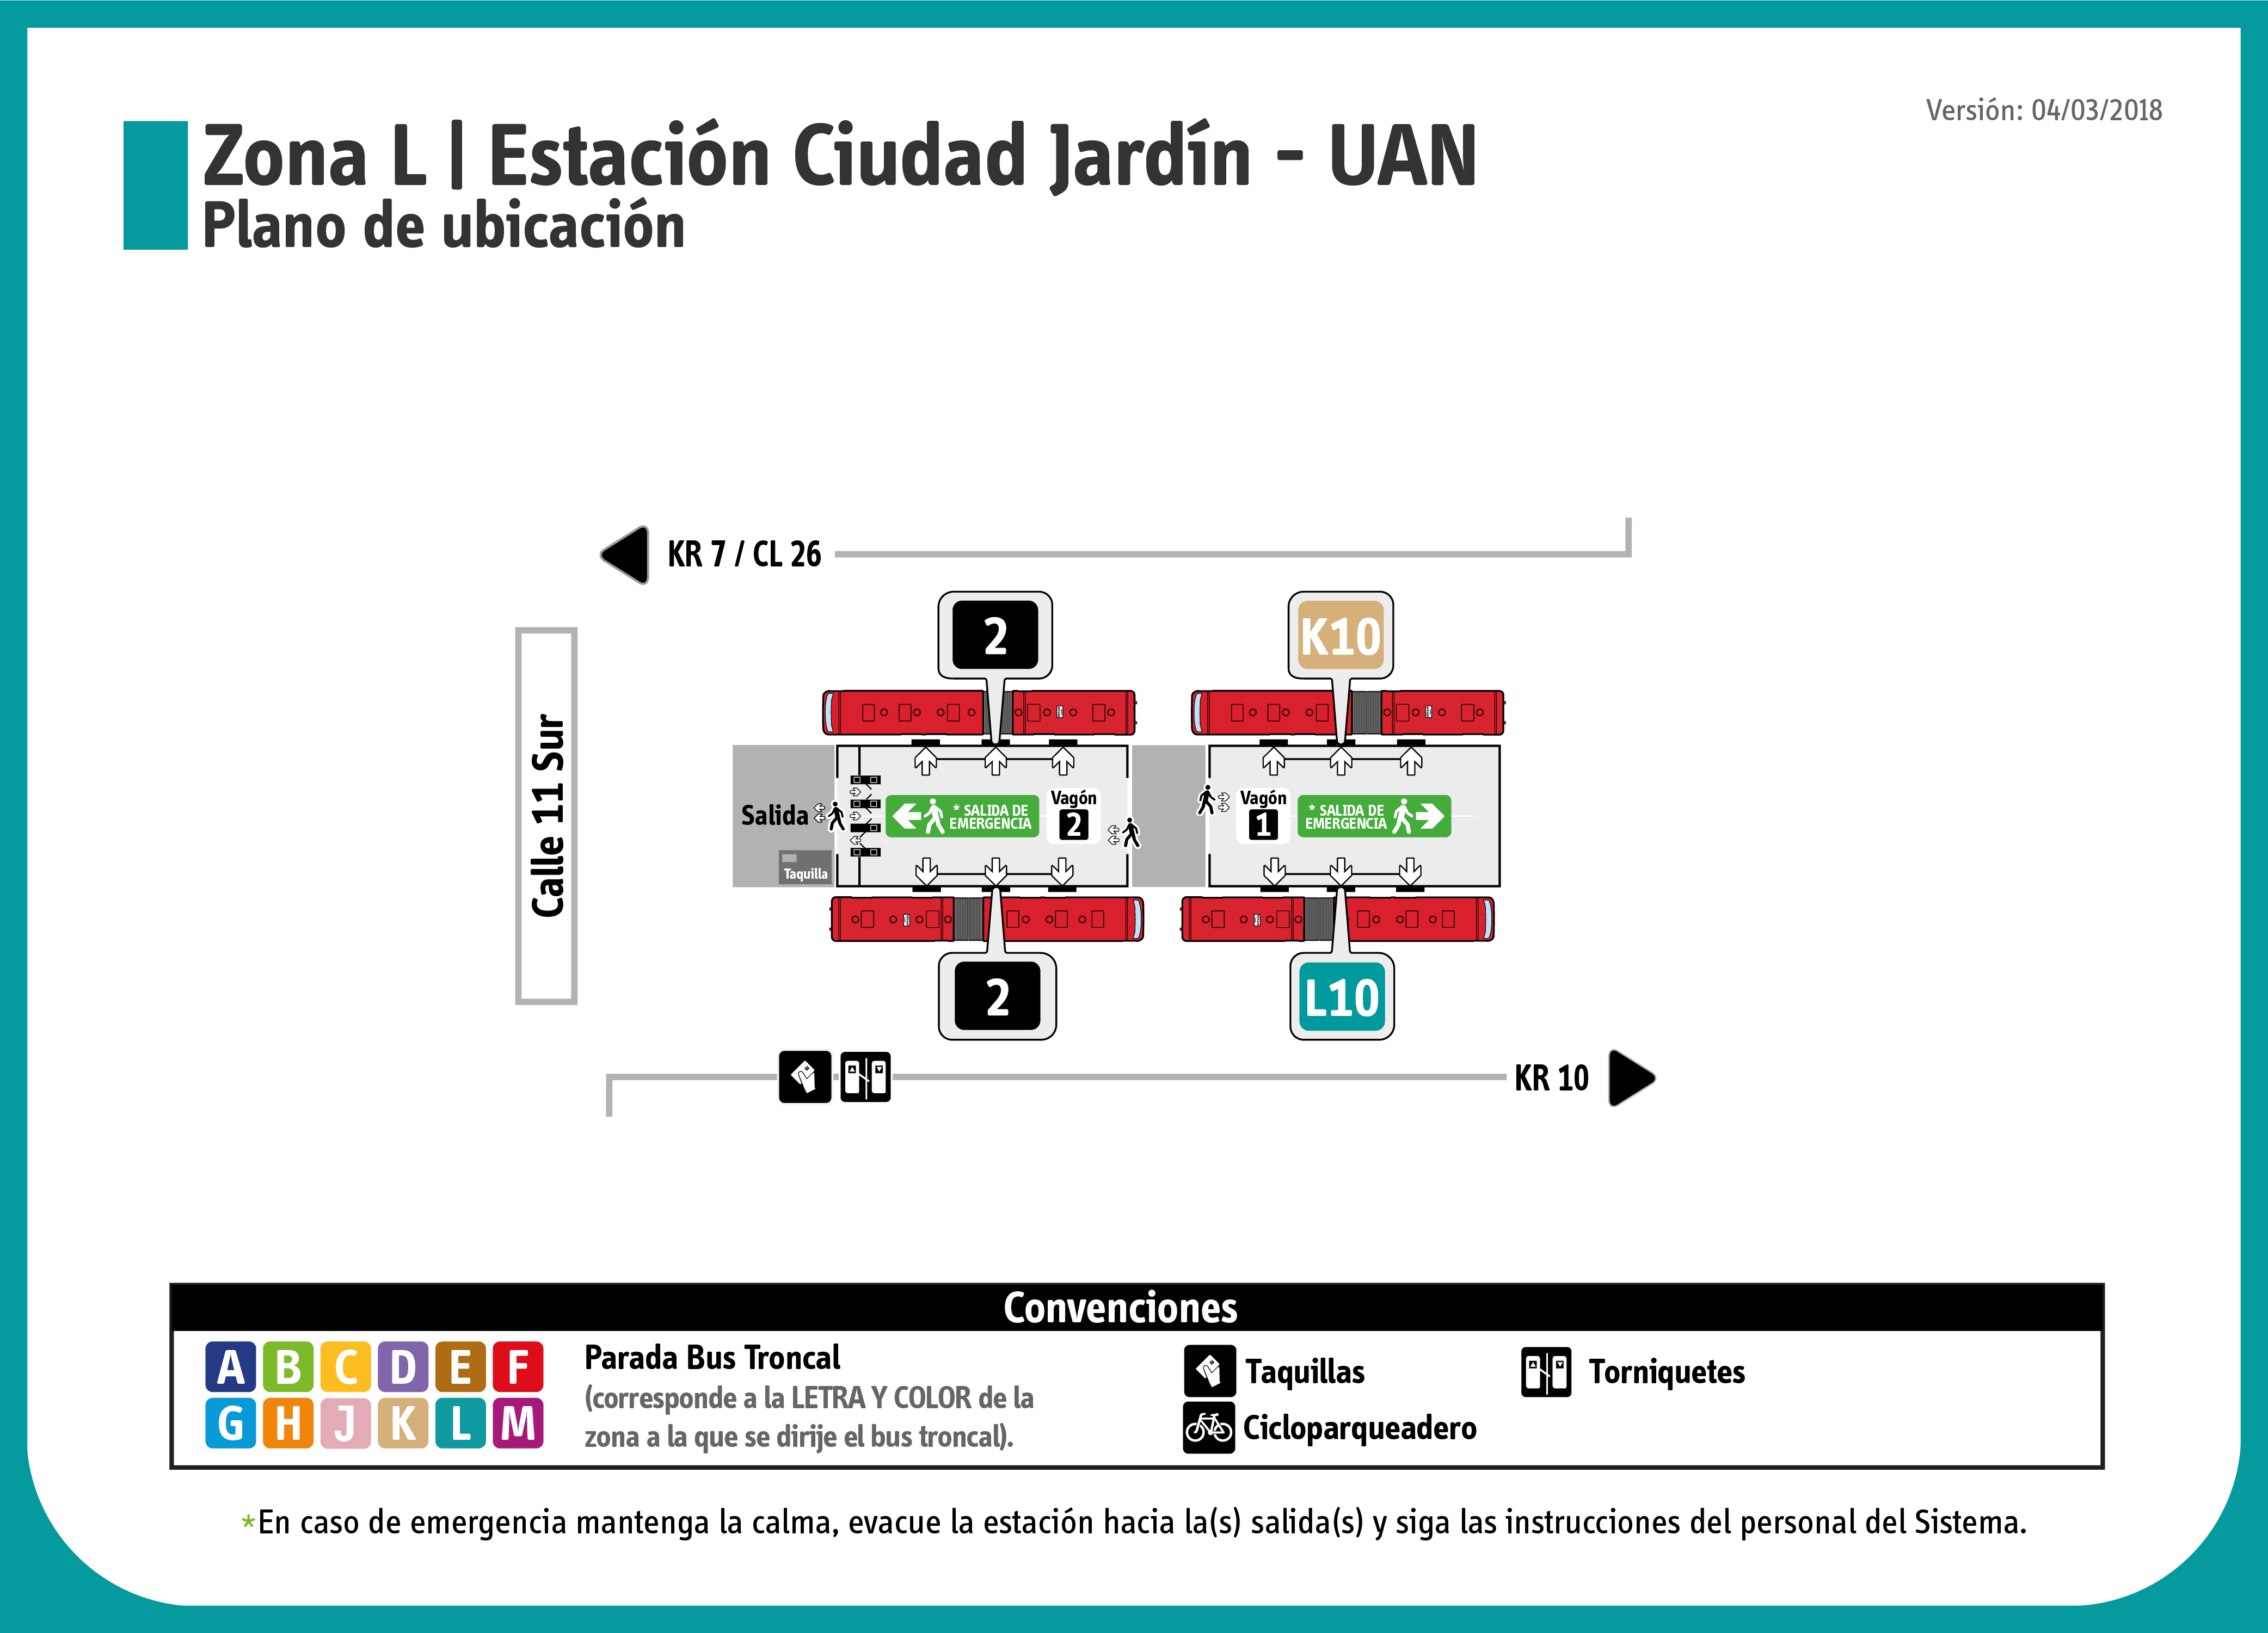 Versión: 04/03/2018
Zona L | Estación Ciudad Jardín - UAN
Plano de ubicación
KR 7 / CL 26
2
K10
Calle 11 Sur
Salida
* SALIDA DE
EMERGENCIA
Vagón
2
Vagón
1
* SALIDA DE
EMERGENCIA
Taquilla
2
L10
KR 10
Convenciones
A B C D E F
G H J K L M
Parada Bus Troncal
(corresponde a la LETRA Y COLOR de la
zona a la que se dirije el bus troncal).
Taquillas
Torniquetes
Cicloparqueadero
*En caso de emergencia mantenga la calma, evacue la estación hacia la(s) salida(s) y siga las instrucciones del personal del Sistema.